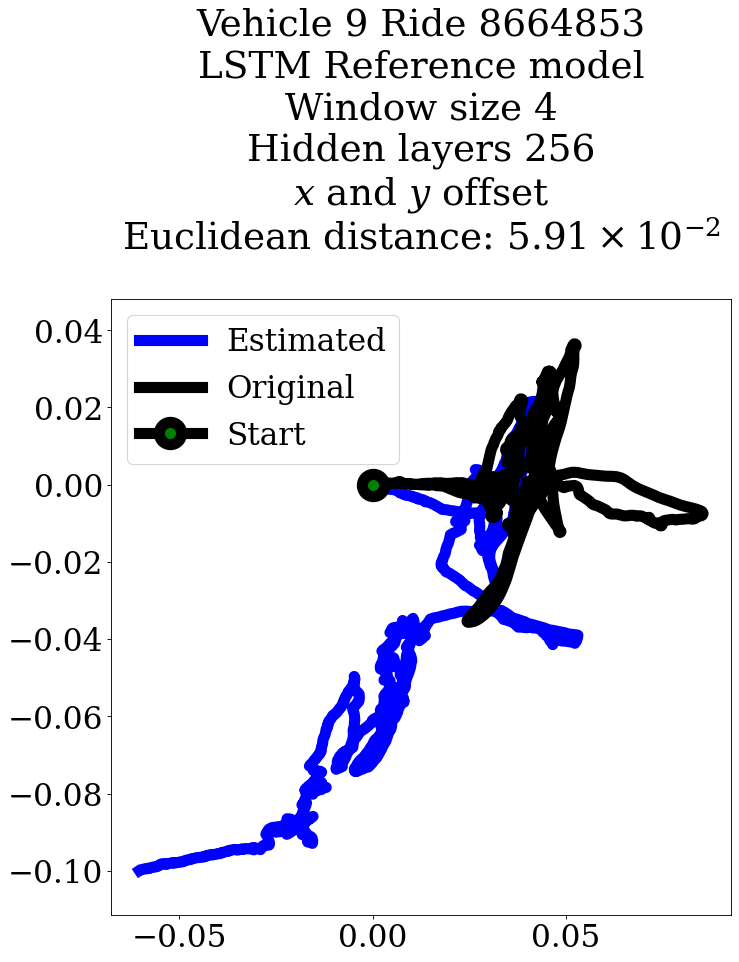 Vehicle 9 Ride 8664853
LSTM Reference model
Window size 4
Hidden layers 256
x and y offset
Euclidean distance: 5.91 × 10⁻²
Estimated
Original
Start
0.04
0.02
0.00
−0.02
−0.04
−0.06
−0.08
−0.10
−0.05 0.00 0.05